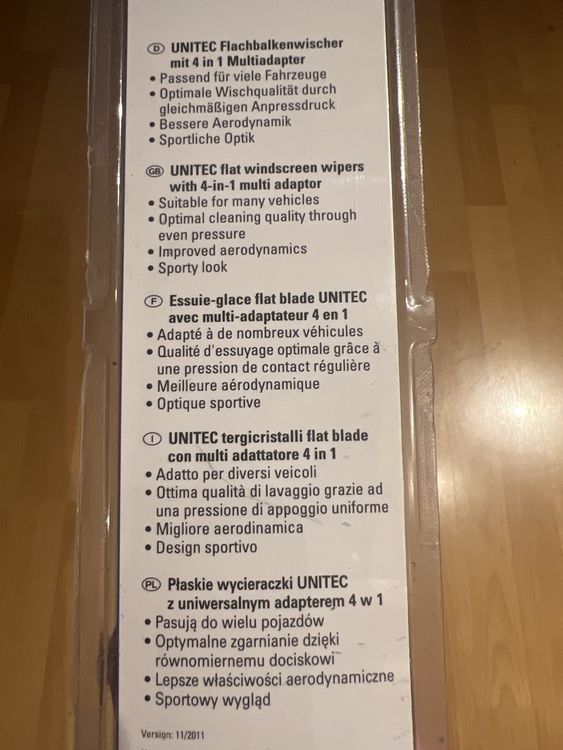 D UNITEC Flachbalkenwischer
mit 4 in 1 Multiadapter
• Passend für viele Fahrzeuge
• Optimale Wischqualität durch
gleichmäßigen Anpressdruck
• Bessere Aerodynamik
• Sportliche Optik
GB UNITEC flat windscreen wipers
with 4-in-1 multi adaptor
• Suitable for many vehicles
• Optimal cleaning quality through
even pressure
• Improved aerodynamics
• Sporty look
F Essuie-glace flat blade UNITEC
avec multi-adaptateur 4 en 1
• Adapté à de nombreux véhicules
• Qualité d'essuyage optimale grâce à
une pression de contact régulière
• Meilleure aérodynamique
• Optique sportive
I UNITEC tergicristalli flat blade
con multi adattatore 4 in 1
• Adatto per diversi veicoli
• Ottima qualità di lavaggio grazie ad
una pressione di appoggio uniforme
• Migliore aerodinamica
• Design sportivo
PL Płaskie wycieraczki UNITEC
z uniwersalnym adapterem 4 w 1
• Pasują do wielu pojazdów
• Optymalne zgarnianie dzięki
równomiernemu dociskowi
• Lepsze właściwości aerodynamiczne
• Sportowy wygląd
Version: 11/2011